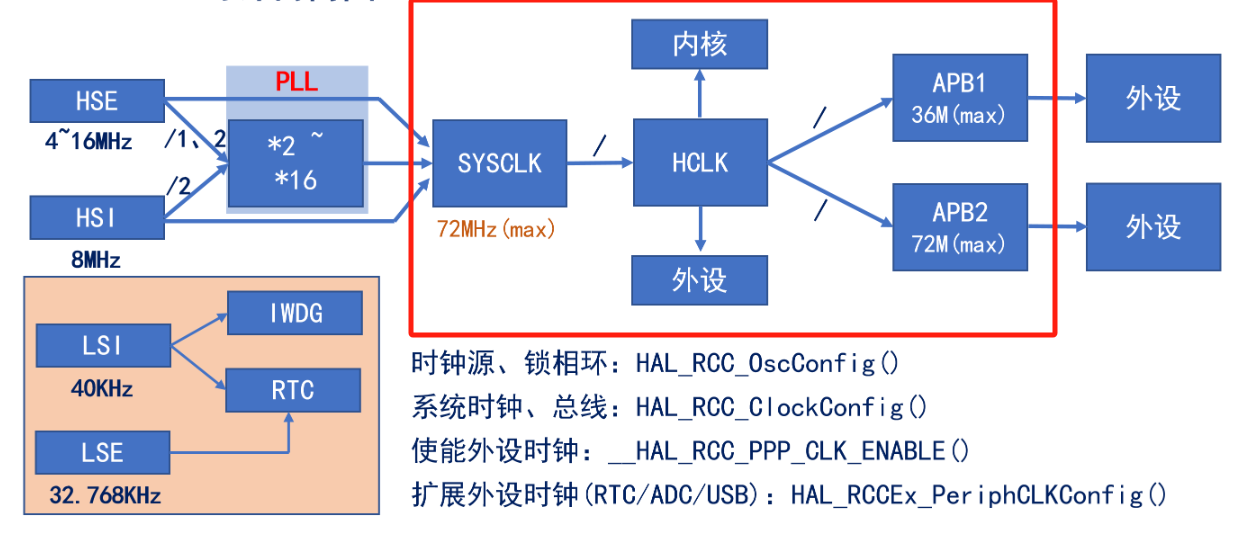 PLL
HSE
4~16MHz
/1、2
*2 ~
*16
/2
HSI
8MHz
SYSCLK
72MHz(max)
/
内核
HCLK
外设
/
/
APB1
36M(max)
外设
APB2
72M(max)
外设
LSI
40KHz
IWDG
RTC
LSE
32.768KHz
时钟源、锁相环：HAL_RCC_OscConfig()
系统时钟、总线：HAL_RCC_ClockConfig()
使能外设时钟：__HAL_RCC_PPP_CLK_ENABLE()
扩展外设时钟(RTC/ADC/USB)：HAL_RCCEx_PeriphCLKConfig()